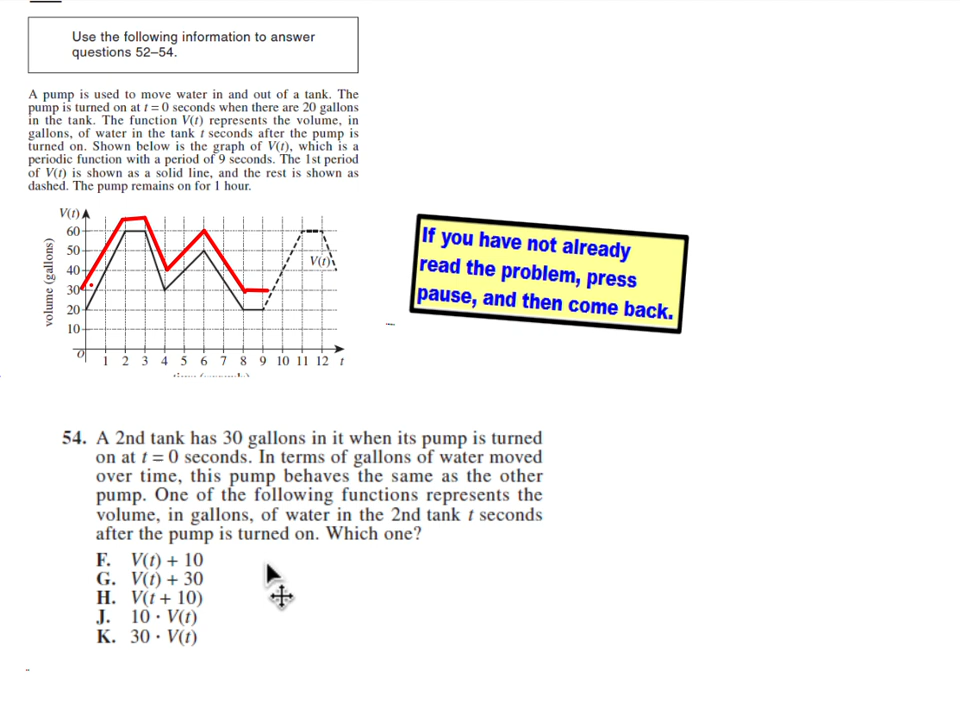 Use the following information to answer
questions 52–54.
A pump is used to move water in and out of a tank. The
pump is turned on at t = 0 seconds when there are 20 gallons
in the tank. The function V(t) represents the volume, in
gallons, of water in the tank t seconds after the pump is
turned on. Shown below is the graph of V(t), which is a
periodic function with a period of 9 seconds. The 1st period
of V(t) is shown as a solid line, and the rest is shown as
dashed. The pump remains on for 1 hour.
V(t)
60
50
40
30
20
10
volume (gallons)
V(t)
O 1 2 3 4 5 6 7 8 9 10 11 12 t
If you have not already
read the problem, press
pause, and then come back.
54. A 2nd tank has 30 gallons in it when its pump is turned
on at t = 0 seconds. In terms of gallons of water moved
over time, this pump behaves the same as the other
pump. One of the following functions represents the
volume, in gallons, of water in the 2nd tank t seconds
after the pump is turned on. Which one?
F. V(t) + 10
G. V(t) + 30
H. V(t + 10)
J. 10 · V(t)
K. 30 · V(t)